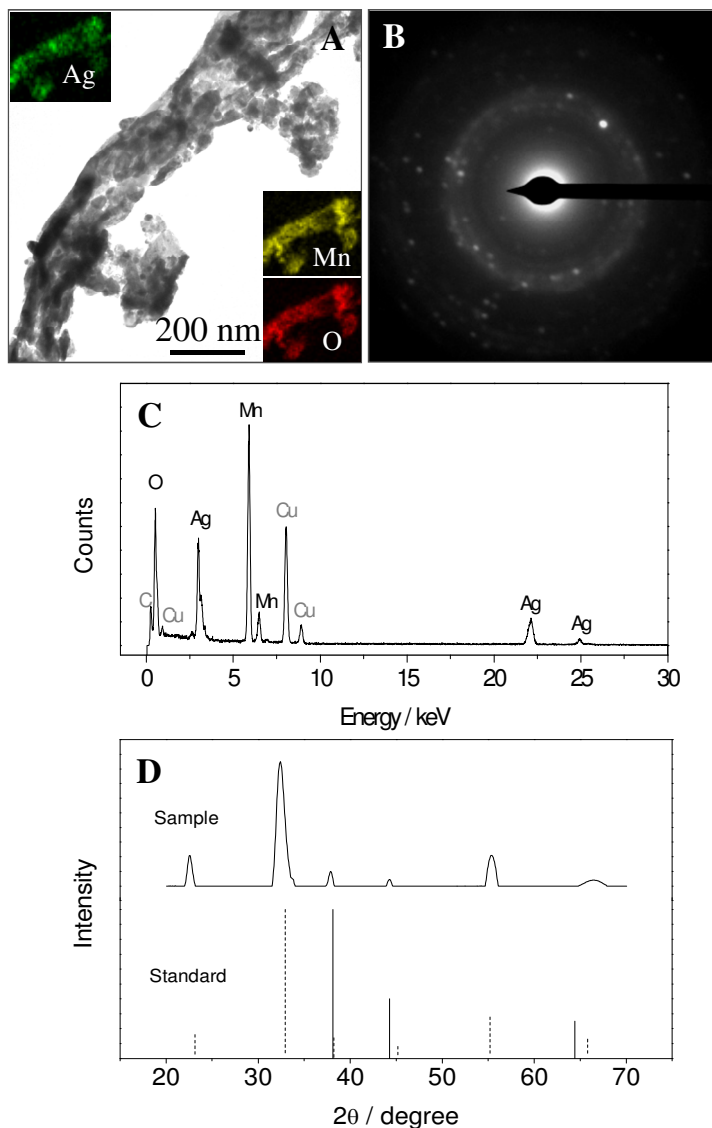 A
Ag
Mn
200 nm
O
B
C
Mn
O
Ag
Cu
C
Cu
Mn
Cu
Ag
Ag
Counts
0 5 10 15 20 25 30
Energy / keV
D
Sample
Intensity
Standard
20 30 40 50 60 70
2θ / degree